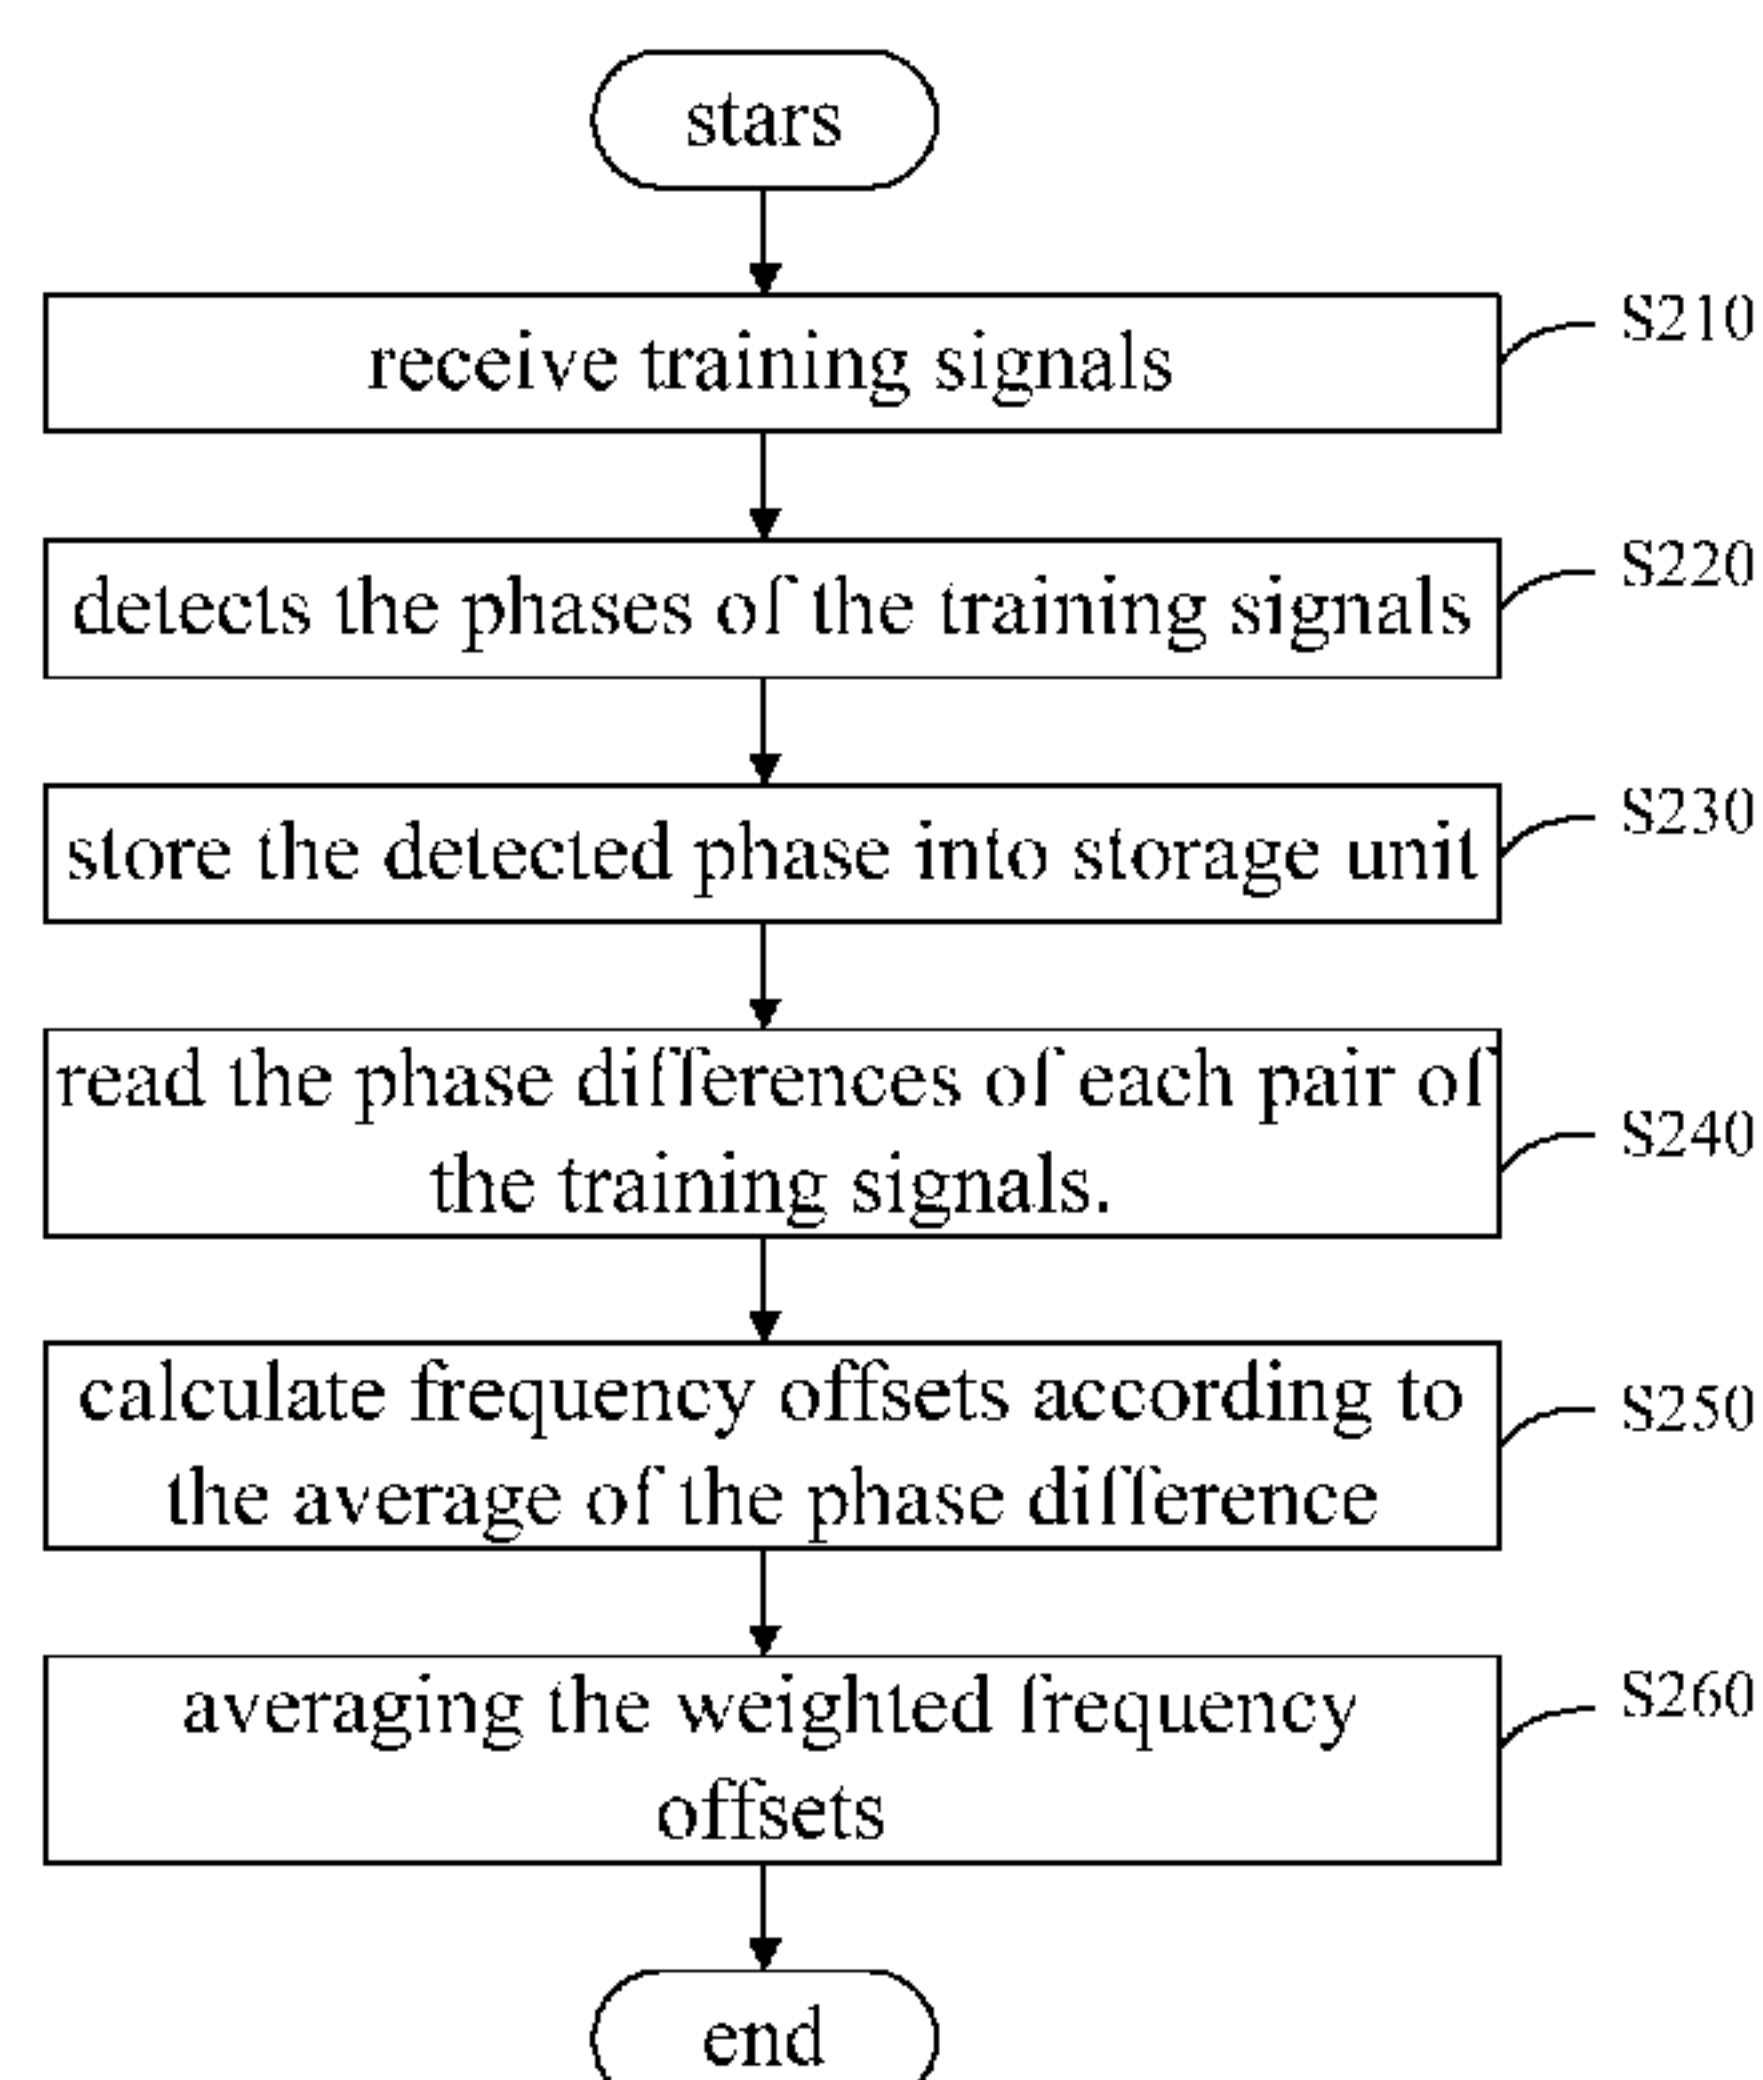 stars
receive training signals
S210
detects the phases of the training signals
S220
store the detected phase into storage unit
S230
read the phase differences of each pair of
the training signals.
S240
calculate frequency offsets according to
the average of the phase difference
S250
averaging the weighted frequency
offsets
S260
end